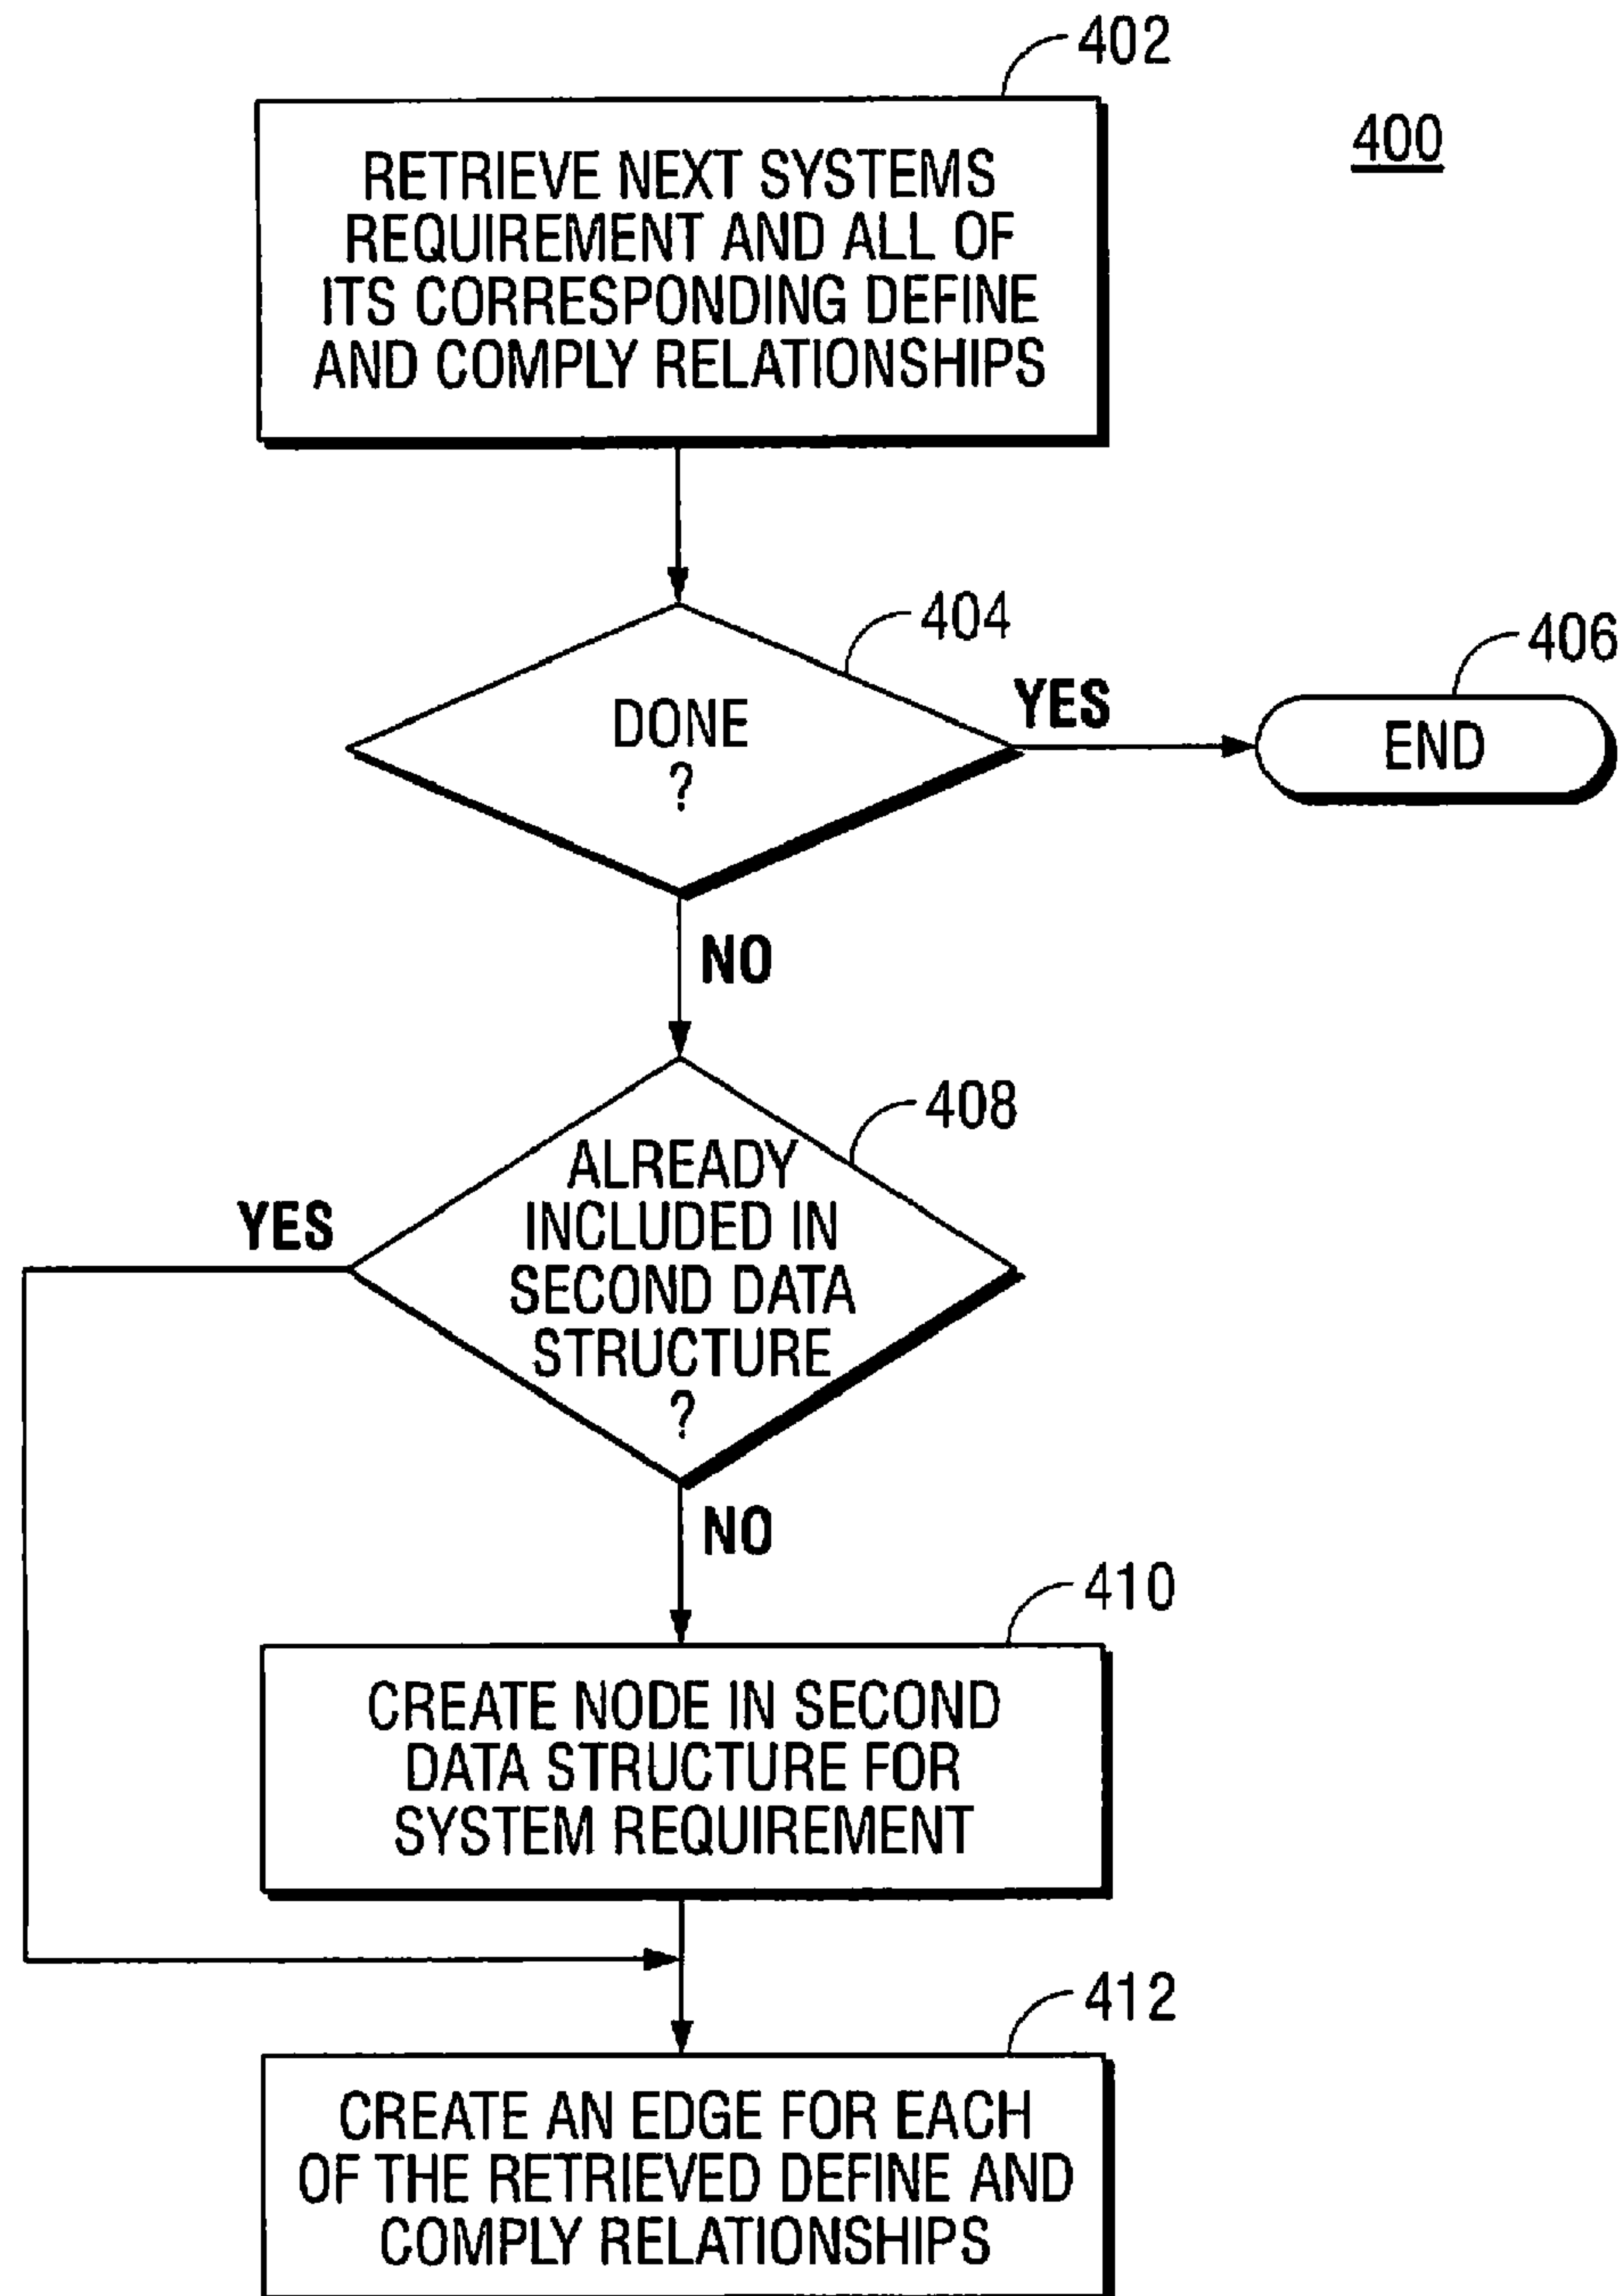 402
400
RETRIEVE NEXT SYSTEMS
REQUIREMENT AND ALL OF
ITS CORRESPONDING DEFINE
AND COMPLY RELATIONSHIPS
404
406
DONE
?
YES
END
NO
408
ALREADY
INCLUDED IN
SECOND DATA
STRUCTURE
?
YES
NO
410
CREATE NODE IN SECOND
DATA STRUCTURE FOR
SYSTEM REQUIREMENT
412
CREATE AN EDGE FOR EACH
OF THE RETRIEVED DEFINE AND
COMPLY RELATIONSHIPS